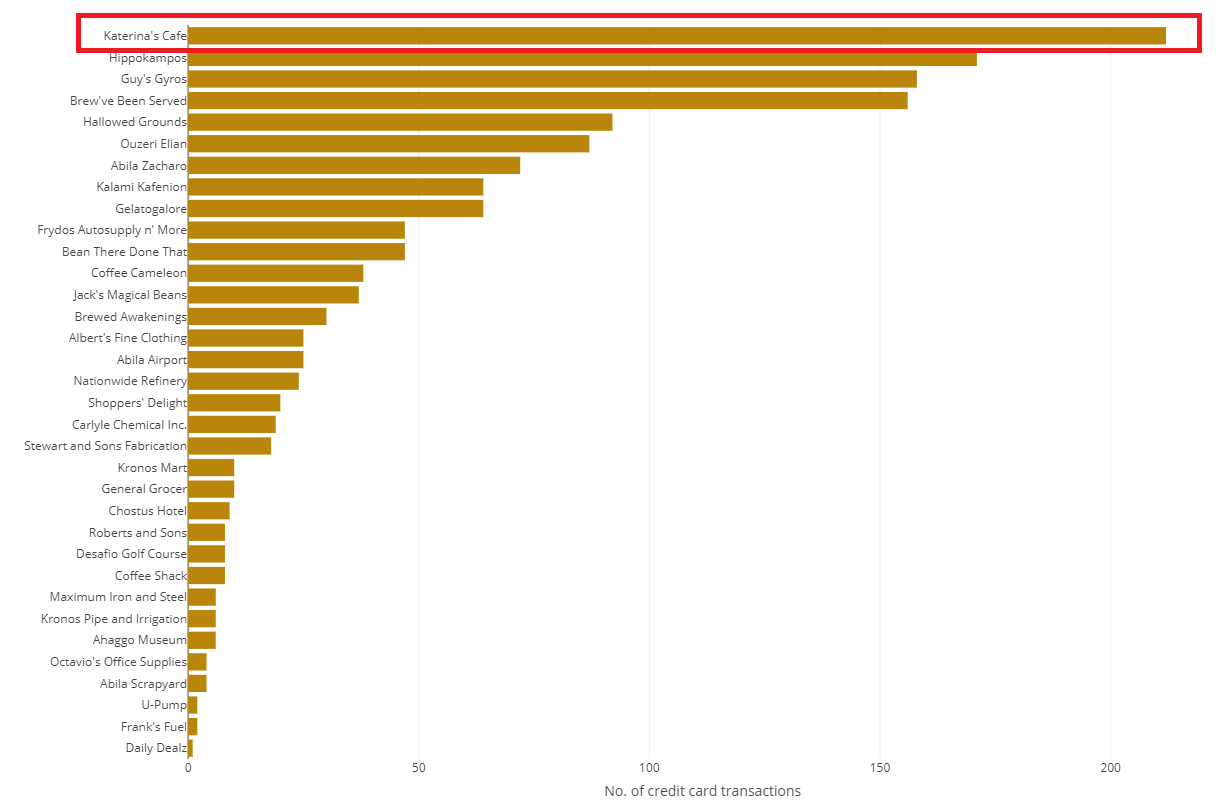 Katerina's Cafe
Hippokampos
Guy's Gyros
Brew've Been Served
Hallowed Grounds
Ouzeri Elian
Abila Zacharo
Kalami Kafenion
Gelatogalore
Frydos Autosupply n' More
Bean There Done That
Coffee Cameleon
Jack's Magical Beans
Brewed Awakenings
Albert's Fine Clothing
Abila Airport
Nationwide Refinery
Shoppers' Delight
Carlyle Chemical Inc.
Stewart and Sons Fabrication
Kronos Mart
General Grocer
Chostus Hotel
Roberts and Sons
Desafio Golf Course
Coffee Shack
Maximum Iron and Steel
Kronos Pipe and Irrigation
Ahaggo Museum
Octavio's Office Supplies
Abila Scrapyard
U-Pump
Frank's Fuel
Daily Dealz
0 50 100 150 200
No. of credit card transactions